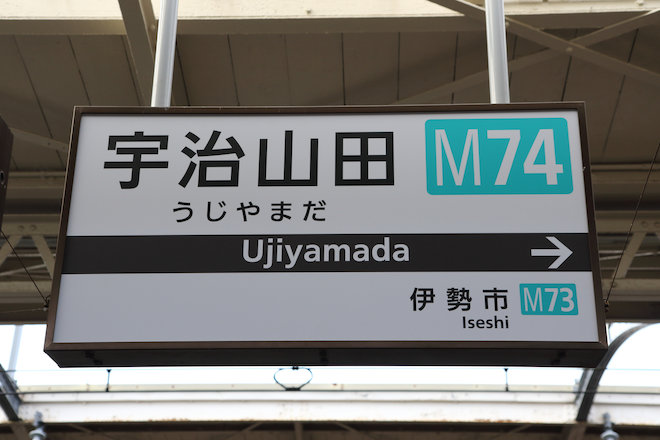 宇治山田 M74
うじやまだ
Ujiyamada →
伊勢市 M73
Iseshi